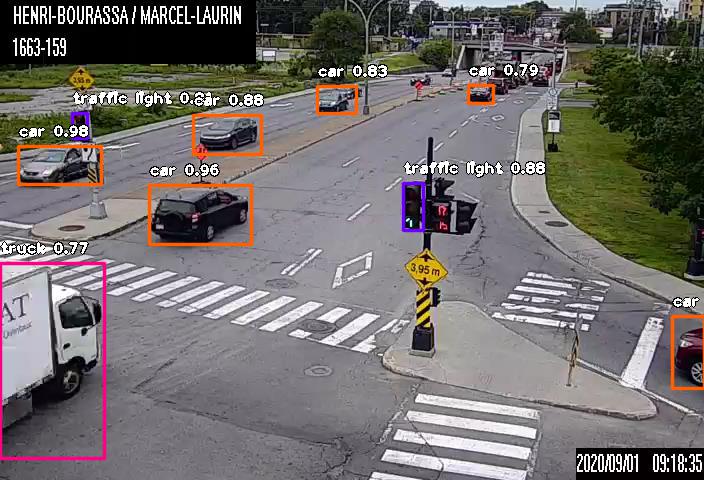 HENRI-BOURASSA / MARCEL-LAURIN
1663-159
car 0.83
car 0.79
traffic light 0.
car 0.88
car 0.98
car 0.96
traffic light 0.88
3,95 m
truck 0.77
AT
car
2020/09/01 09:18:35